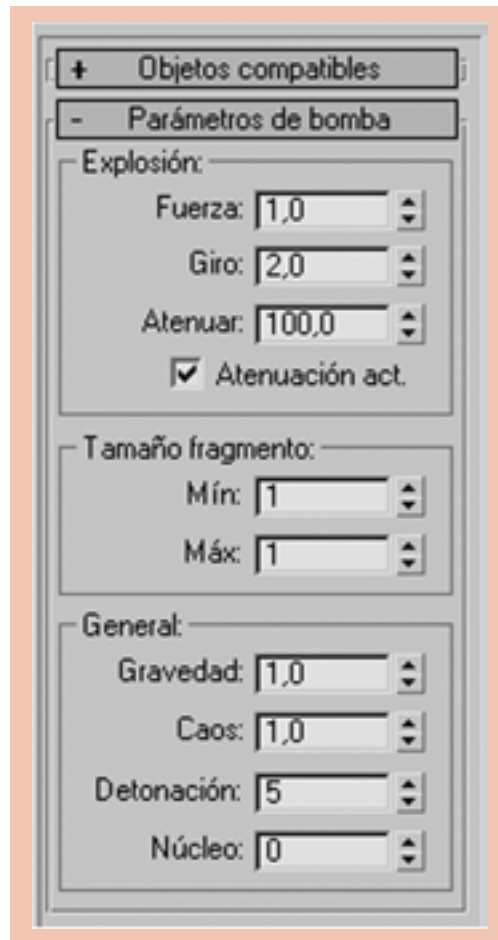 + Objetos compatibles
- Parámetros de bomba
Explosión:
Fuerza: 1,0
Giro: 2,0
Atenuar: 100,0
Atenuación act.
Tamaño fragmento:
Mín: 1
Máx: 1
General:
Gravedad: 1,0
Caos: 1,0
Detonación: 5
Núcleo: 0